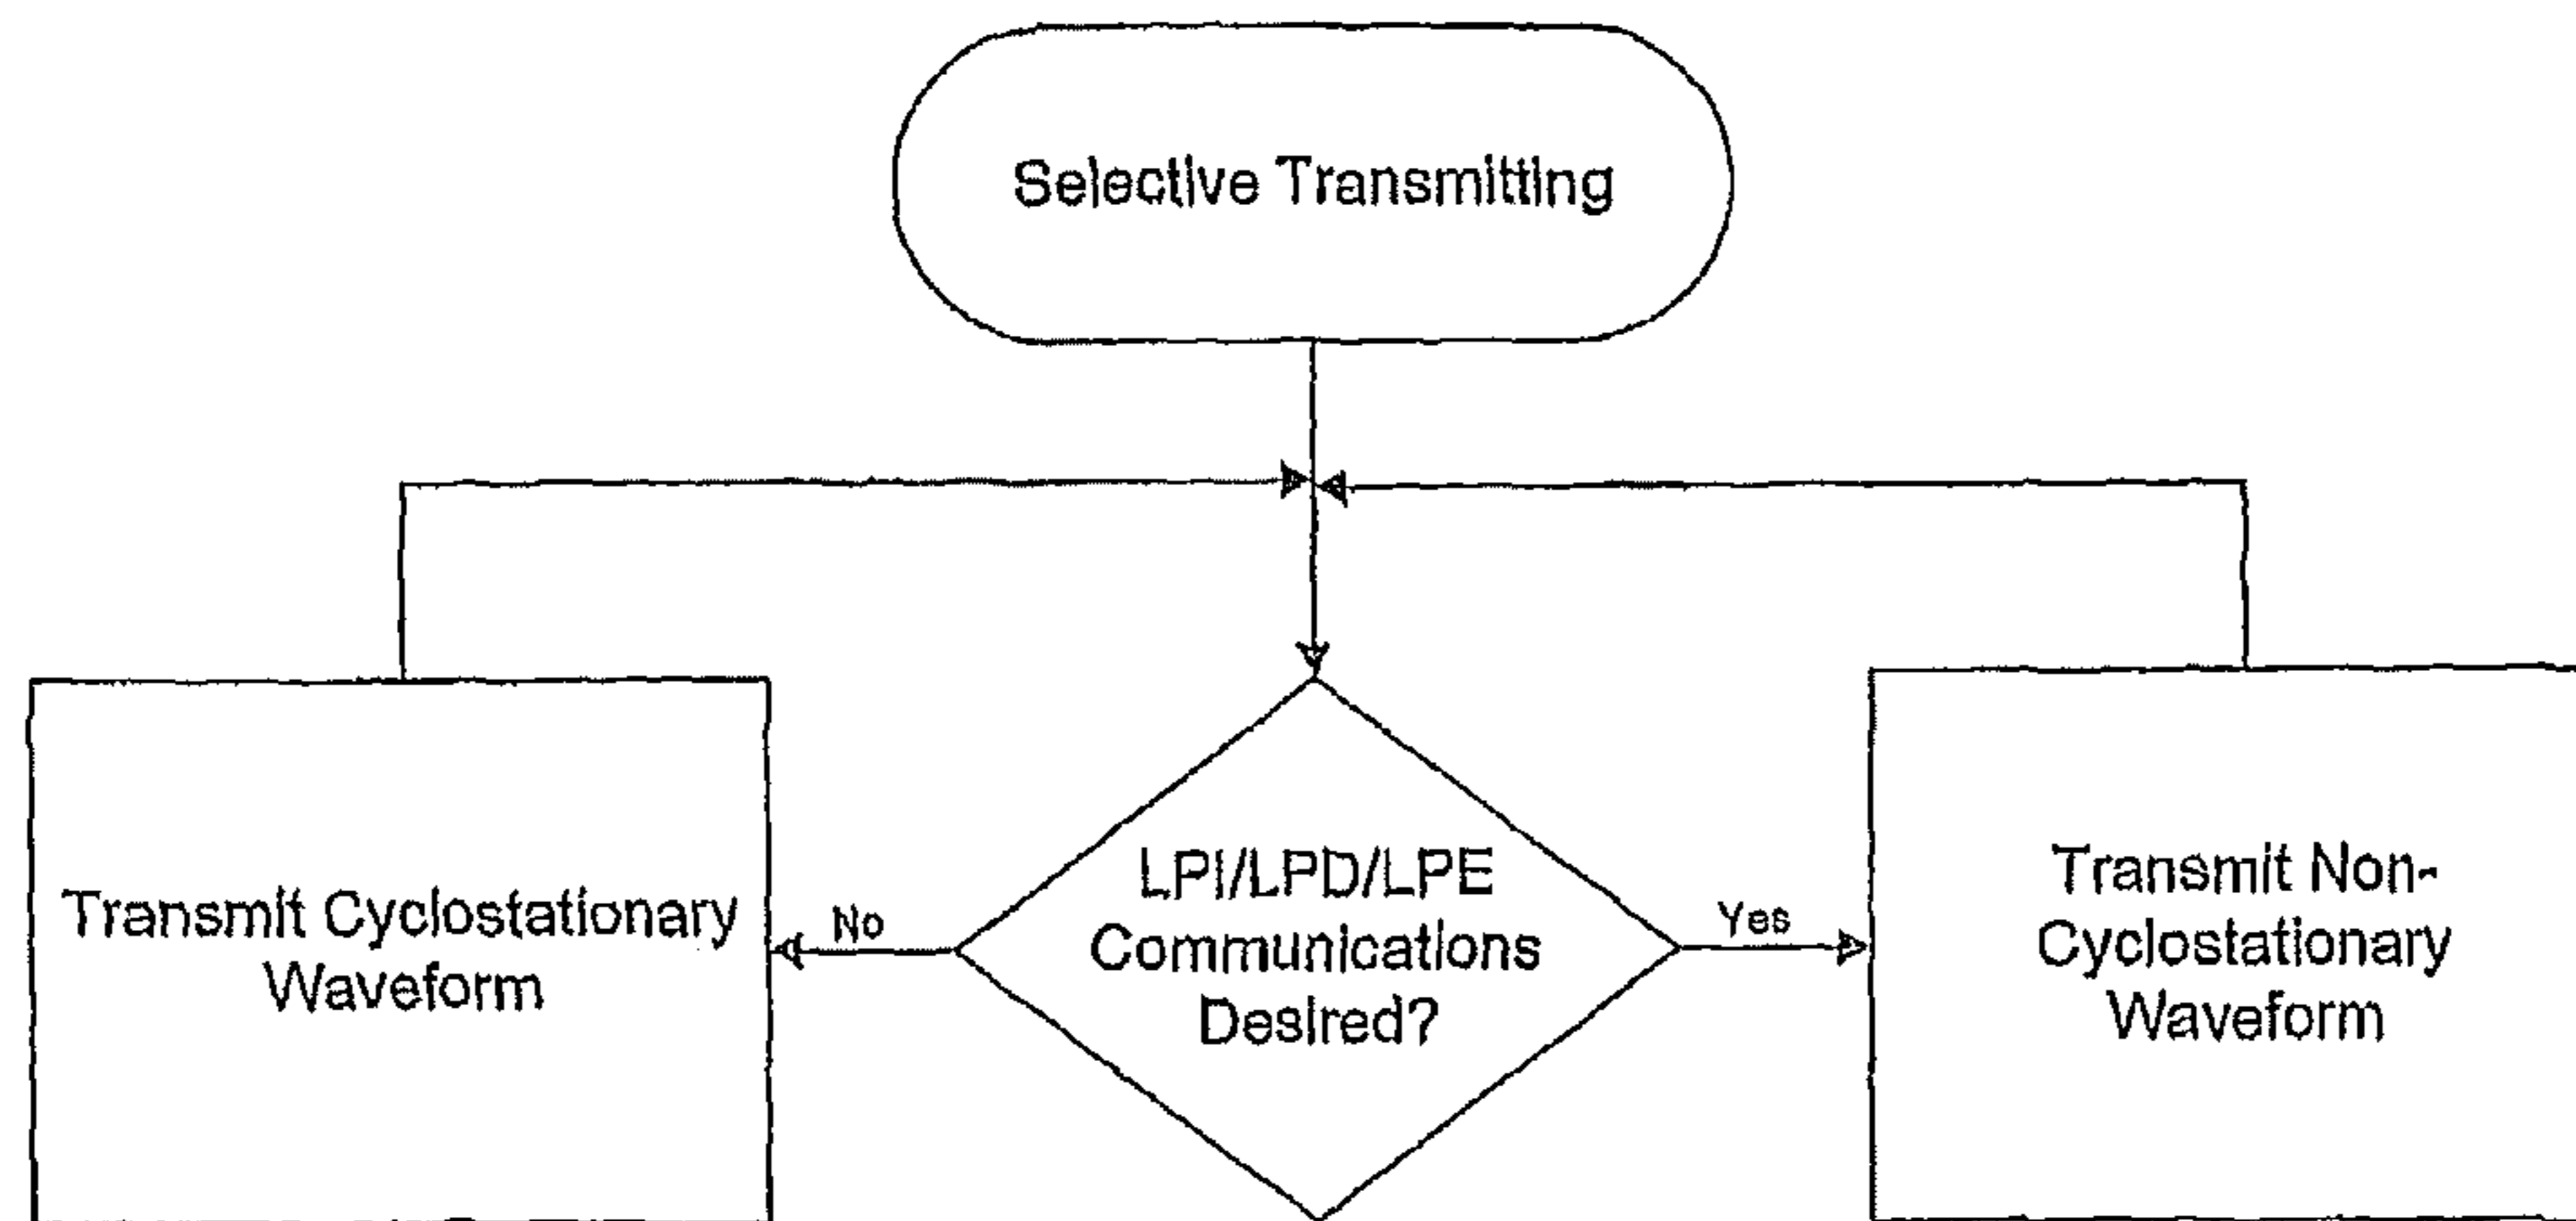 Selective Transmitting
LPI/LPD/LPE
Communications
Desired?
No
Yes
Transmit Cyclostationary
Waveform
Transmit Non-
Cyclostationary
Waveform